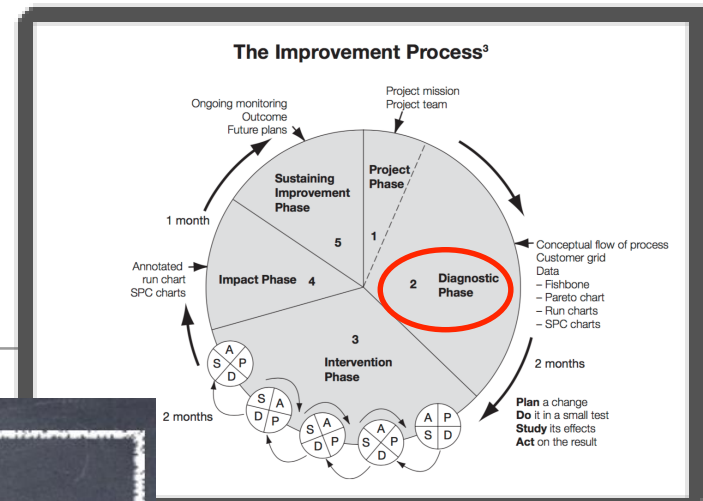 The Improvement Process³
Project mission
Project team
Ongoing monitoring
Outcome
Future plans
Project
Phase
1
Sustaining
Improvement
Phase
5
1 month
Conceptual flow of process
Customer grid
Data
– Fishbone
– Pareto chart
– Run charts
– SPC charts
2 Diagnostic
Phase
Annotated
run chart
SPC charts
Impact Phase 4
3
Intervention
Phase
2 months
Plan a change
Do it in a small test
Study its effects
Act on the result
2 months
A
S P
D
S A
D P
S A
D P
A
S P
D
A P
S D